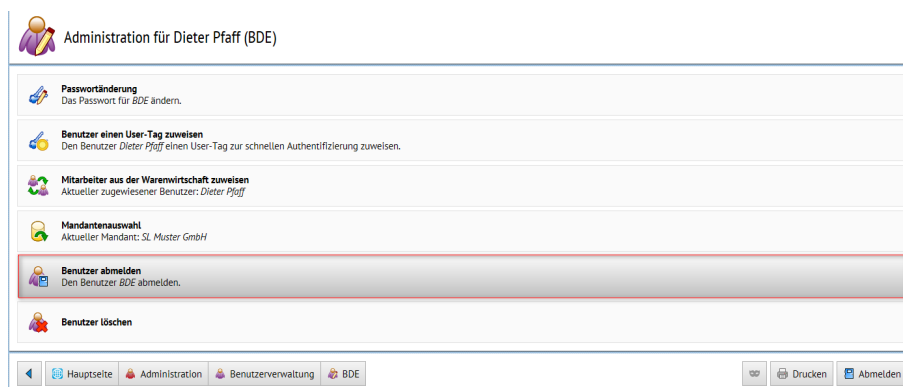 Administration für Dieter Pfaff (BDE)
Passwortänderung
Das Passwort für BDE ändern.
Benutzer einen User-Tag zuweisen
Den Benutzer Dieter Pfaff einen User-Tag zur schnellen Authentifizierung zuweisen.
Mitarbeiter aus der Warenwirtschaft zuweisen
Aktueller zugewiesener Benutzer: Dieter Pfaff
Mandantenauswahl
Aktueller Mandant: SL Muster GmbH
Benutzer abmelden
Den Benutzer BDE abmelden.
Benutzer löschen
Hauptseite Administration Benutzerverwaltung BDE Drucken Abmelden